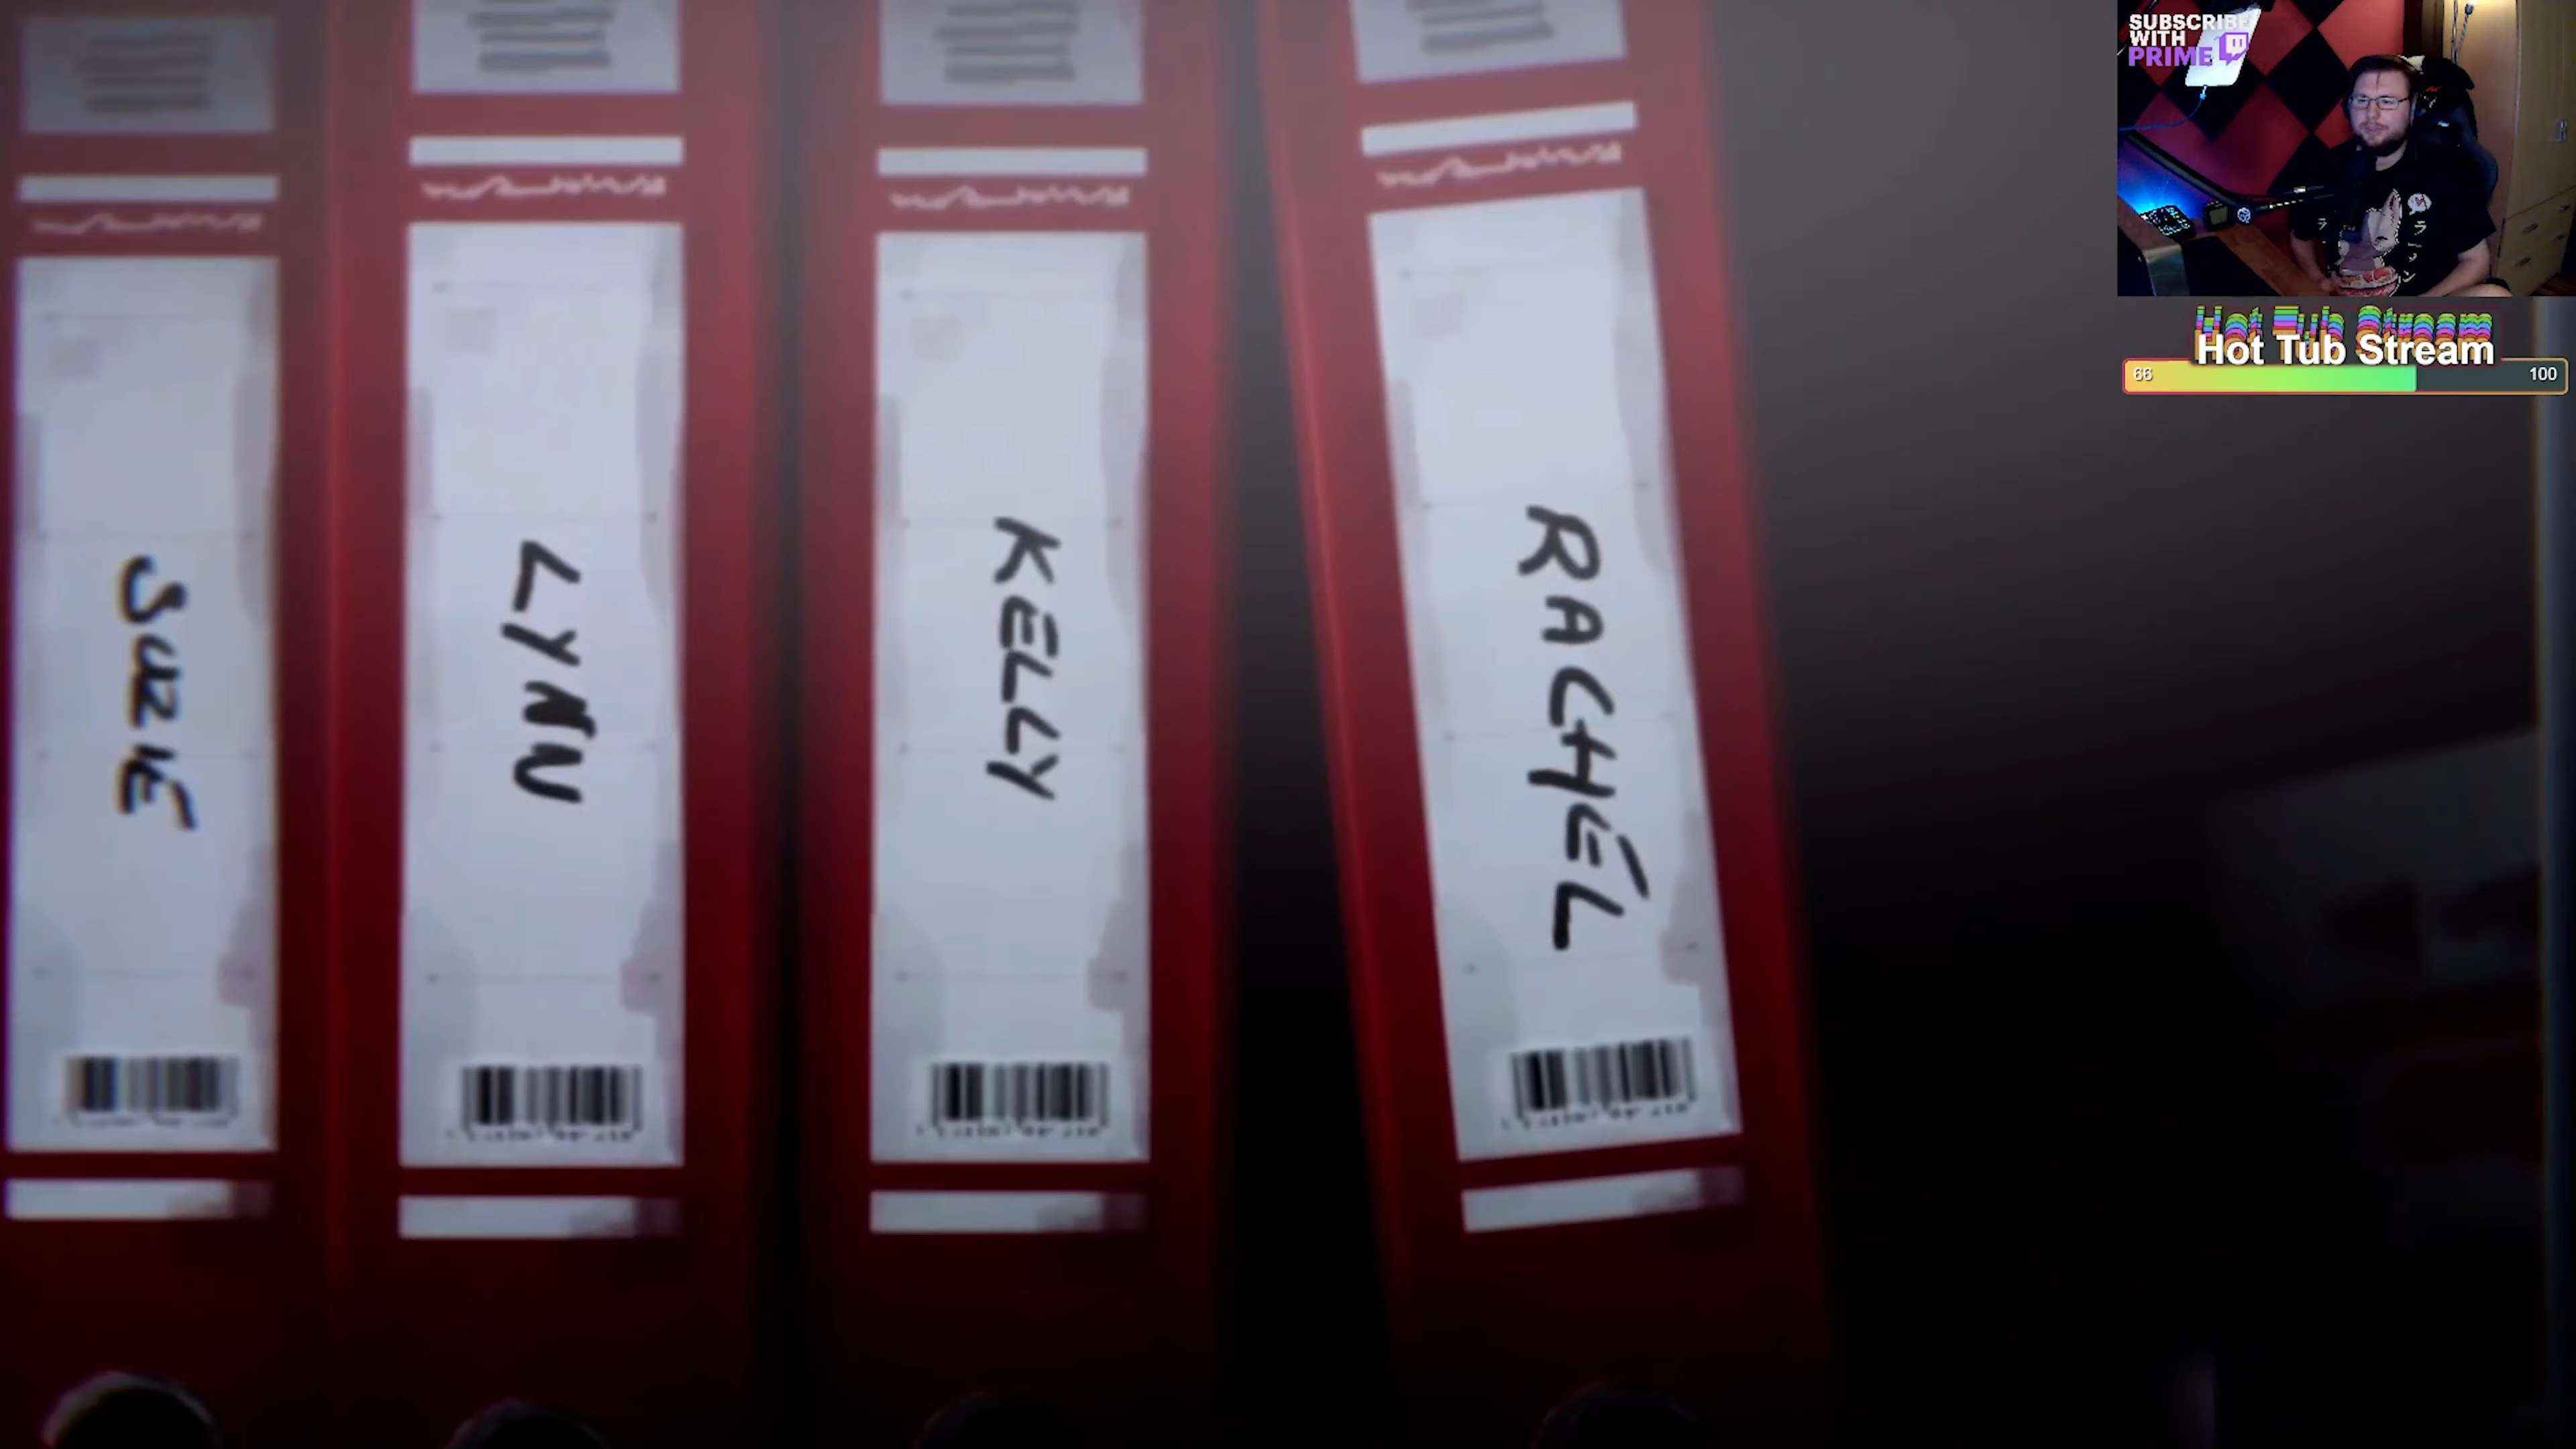 SUZIE
LYNN
KELLY
RACHEL
SUBSCRIBE
WITH
PRIME
Hot Tub Stream
Hot Tub Stream
66
100